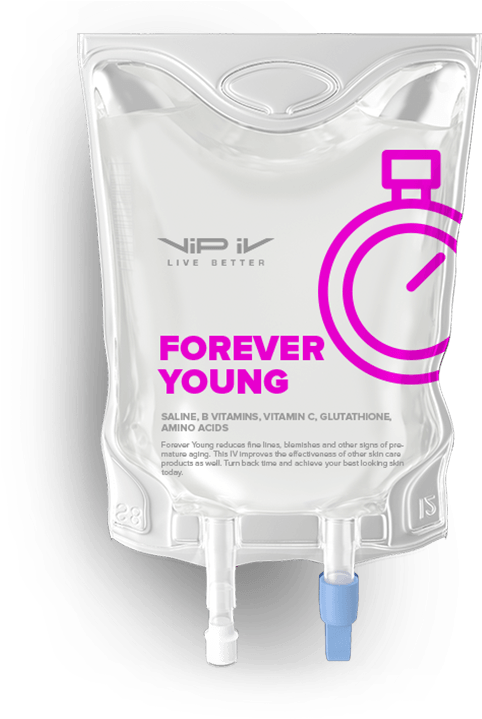 ViP iV
LIVE BETTER
FOREVER
YOUNG
SALINE, B VITAMINS, VITAMIN C, GLUTATHIONE,
AMINO ACIDS
Forever Young reduces fine lines, blemishes and other signs of pre-
mature aging. This IV improves the effectiveness of other skin care
products as well. Turn back time and achieve your best looking skin
today.